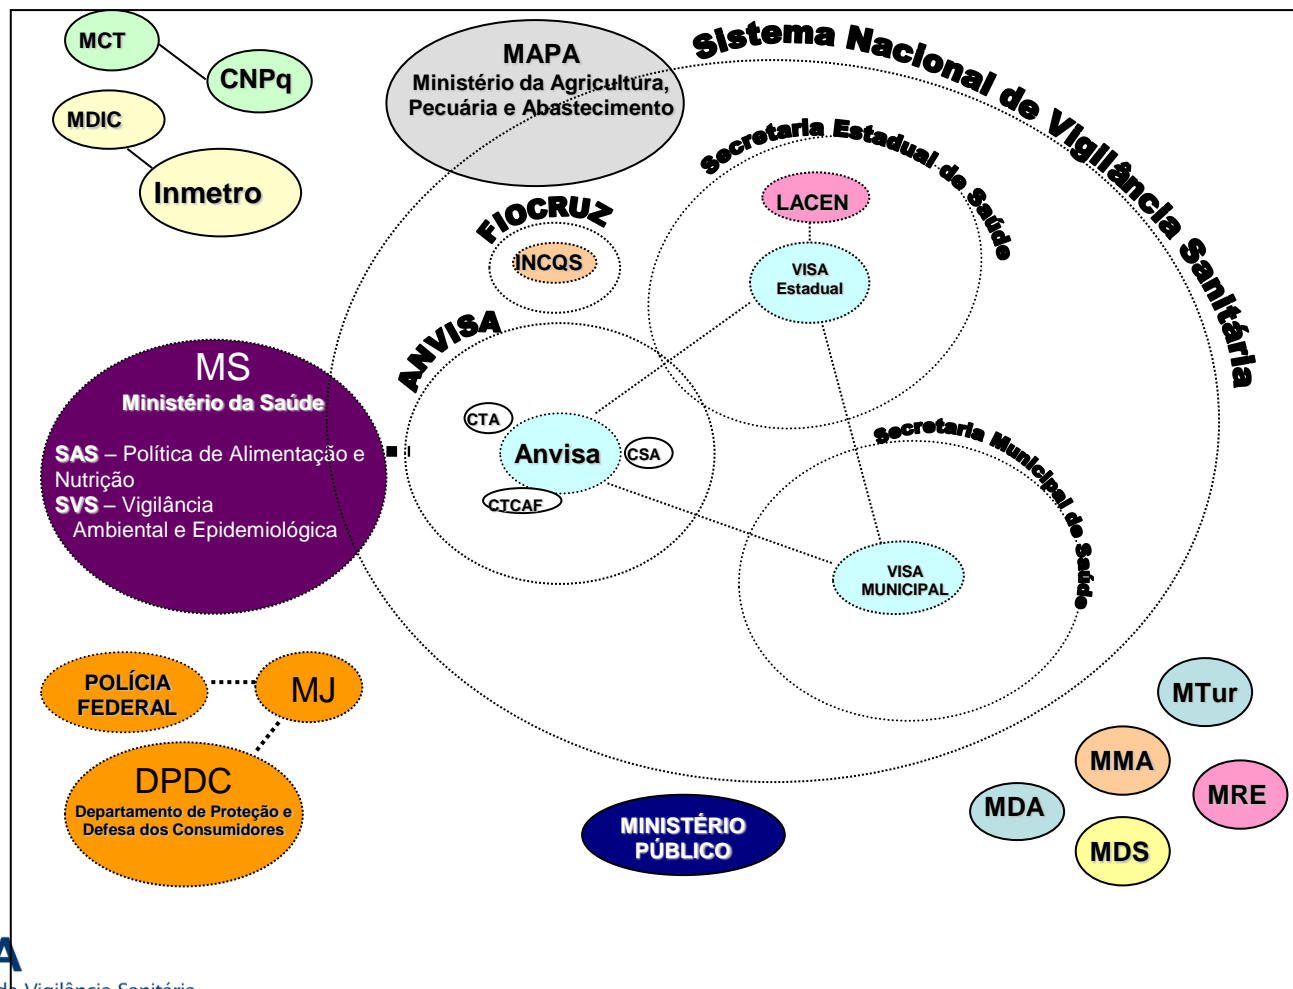 MCT
CNPq
MDIC
Inmetro
MAPA
Ministério da Agricultura,
Pecuária e Abastecimento
Sistema Nacional de Vigilância Sanitária
Secretaria Estadual de Saúde
LACEN
VISA
Estadual
FIOCRUZ
INCQS
ANVISA
CTA
Anvisa
CSA
CTCAF
MS
Ministério da Saúde
SAS – Política de Alimentação e
Nutrição
SVS – Vigilância
Ambiental e Epidemiológica
Secretaria Municipal de Saúde
VISA
MUNICIPAL
POLÍCIA
FEDERAL
MJ
DPDC
Departamento de Proteção e
Defesa dos Consumidores
MINISTÉRIO
PÚBLICO
MTur
MMA
MRE
MDA
MDS
A
de Vigilância Sanitária